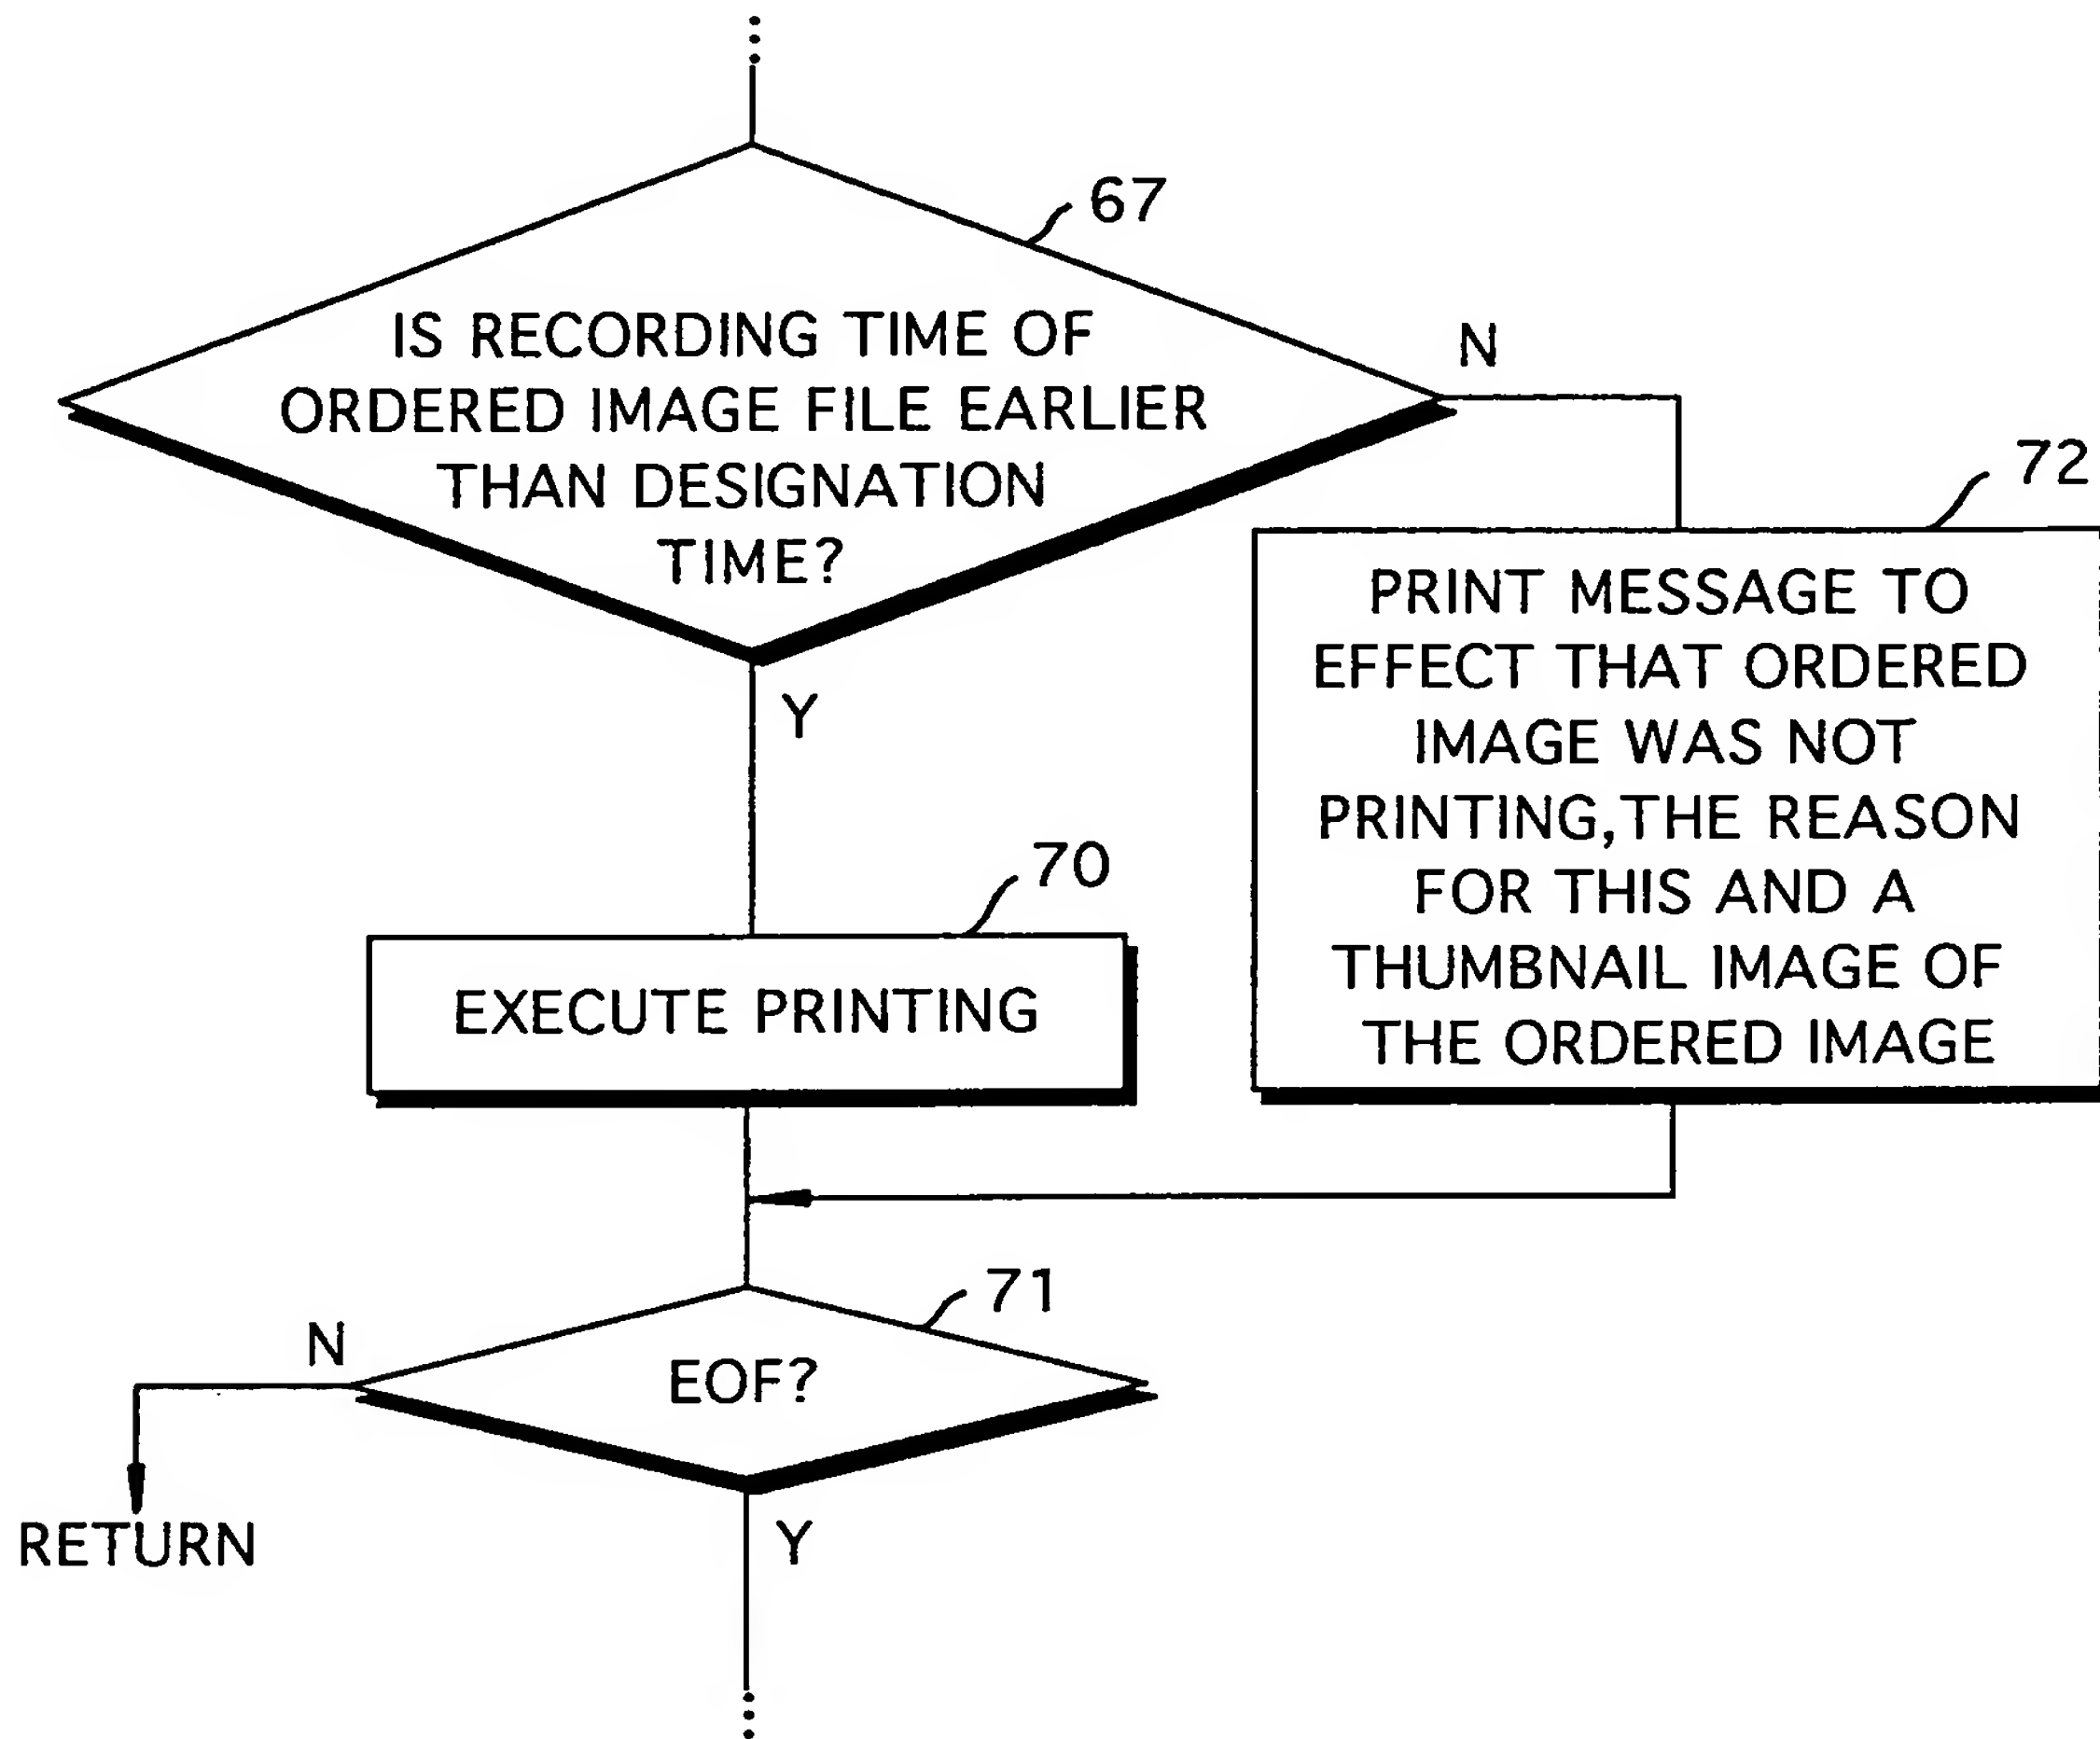 67
IS RECORDING TIME OF
ORDERED IMAGE FILE EARLIER
THAN DESIGNATION
TIME?
N
Y
72
PRINT MESSAGE TO
EFFECT THAT ORDERED
IMAGE WAS NOT
PRINTING,THE REASON
FOR THIS AND A
THUMBNAIL IMAGE OF
THE ORDERED IMAGE
70
EXECUTE PRINTING
71
EOF?
N
RETURN
Y